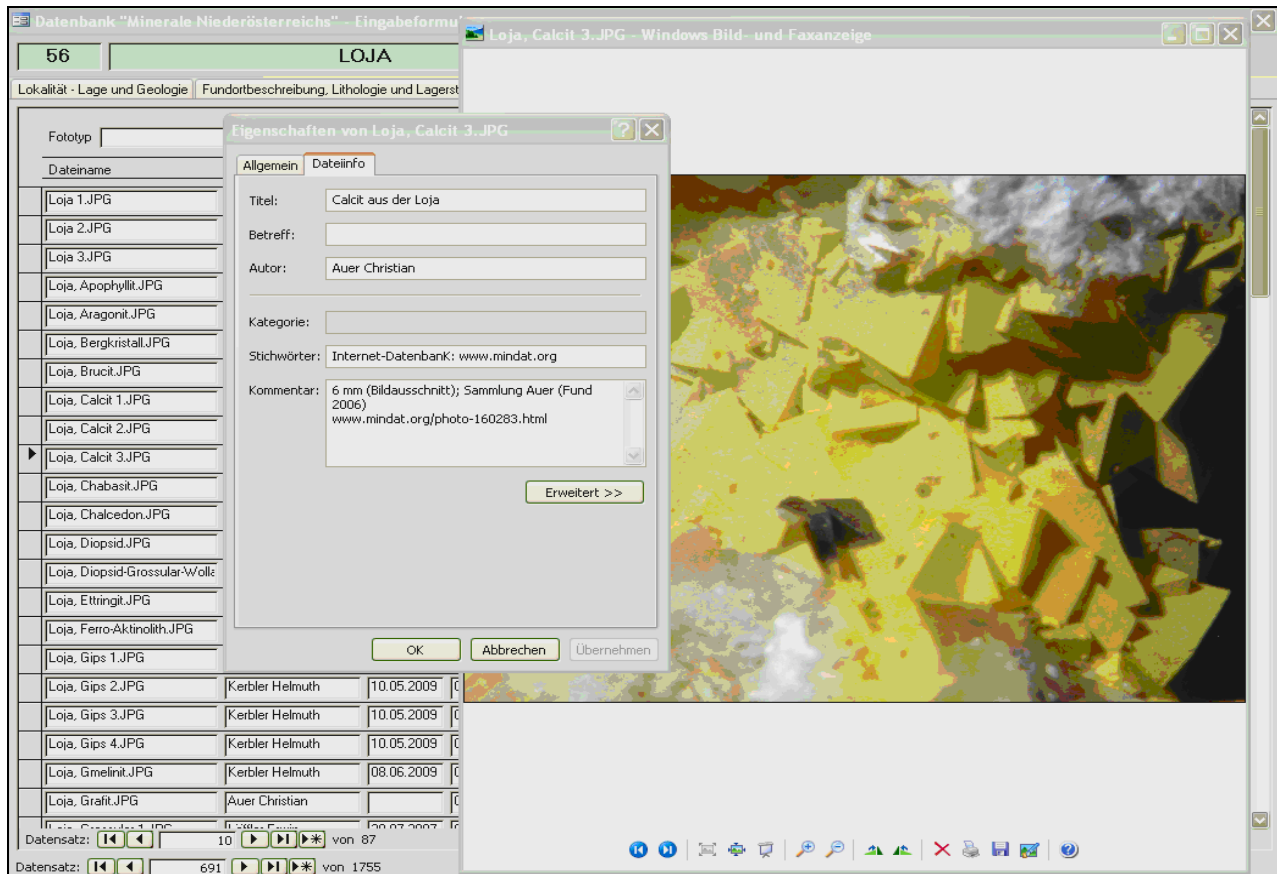 Datenbank "Minerale Niederösterreichs" - Eingabeformu
56
LOJA
Lokalität - Lage und Geologie
Fundortbeschreibung, Lithologie und Lagerst
Fototyp
Dateiname
Loja 1.JPG
Loja 2.JPG
Loja 3.JPG
Loja, Apophyllit.JPG
Loja, Aragonit.JPG
Loja, Bergkristall.JPG
Loja, Brucit.JPG
Loja, Calcit 1.JPG
Loja, Calcit 2.JPG
Loja, Calcit 3.JPG
Loja, Chabasit.JPG
Loja, Chalcedon.JPG
Loja, Diopsid.JPG
Loja, Diopsid-Grossular-Wolla
Loja, Ettringit.JPG
Loja, Ferro-Aktinolith.JPG
Loja, Gips 1.JPG
Loja, Gips 2.JPG Kerbler Helmuth 10.05.2009
Loja, Gips 3.JPG Kerbler Helmuth 10.05.2009
Loja, Gips 4.JPG Kerbler Helmuth 10.05.2009
Loja, Gmelinit.JPG Kerbler Helmuth 08.06.2009
Loja, Grafit.JPG Auer Christian
Datensatz: 10 von 87
Datensatz: 691 von 1755
Eigenschaften von Loja, Calcit 3.JPG
Allgemein
Dateiinfo
Titel: Calcit aus der Loja
Betreff:
Autor: Auer Christian
Kategorie:
Stichwörter: Internet-DatenbanK: www.mindat.org
Kommentar: 6 mm (Bildausschnitt); Sammlung Auer (Fund
2006)
www.mindat.org/photo-160283.html
Erweitert >>
OK
Abbrechen
Übernehmen
Loja, Calcit 3.JPG - Windows Bild- und Faxanzeige